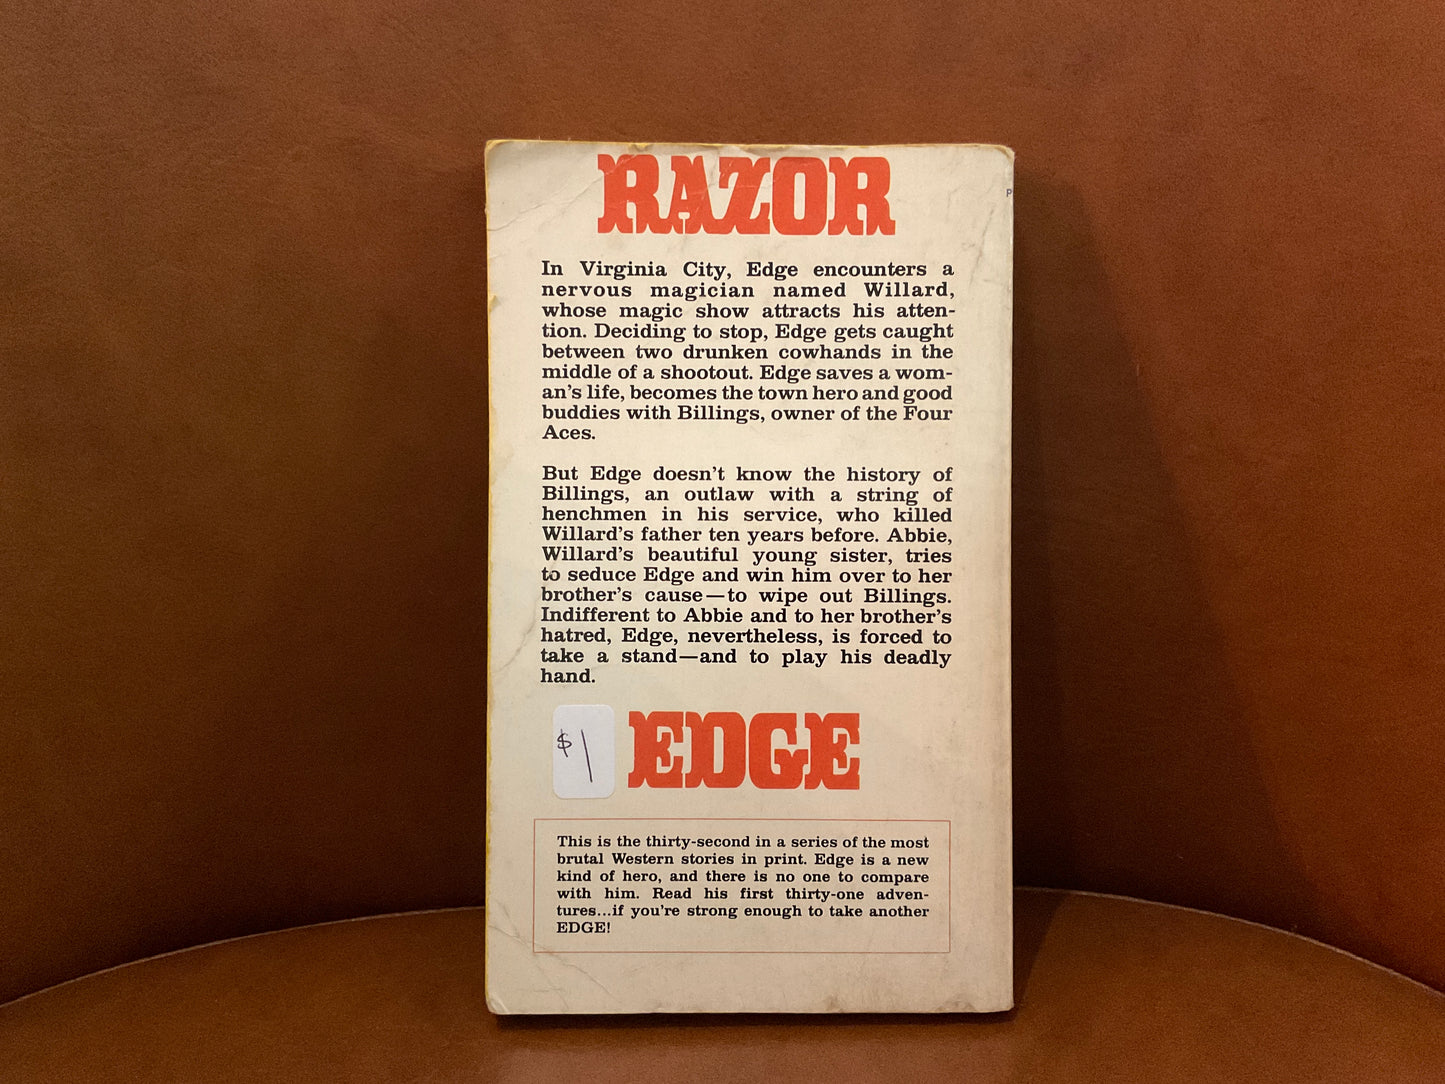 RAZOR
In Virginia City, Edge encounters a
nervous magician named Willard,
whose magic show attracts his atten-
tion. Deciding to stop, Edge gets caught
between two drunken cowhands in the
middle of a shootout. Edge saves a wom-
an's life, becomes the town hero and good
buddies with Billings, owner of the Four
Aces.
But Edge doesn't know the history of
Billings, an outlaw with a string of
henchmen in his service, who killed
Willard's father ten years before. Abbie,
Willard's beautiful young sister, tries
to seduce Edge and win him over to her
brother's cause—to wipe out Billings.
Indifferent to Abbie and to her brother's
hatred, Edge, nevertheless, is forced to
take a stand—and to play his deadly
hand.
$1
EDGE
This is the thirty-second in a series of the most
brutal Western stories in print. Edge is a new
kind of hero, and there is no one to compare
with him. Read his first thirty-one adven-
tures...if you're strong enough to take another
EDGE!